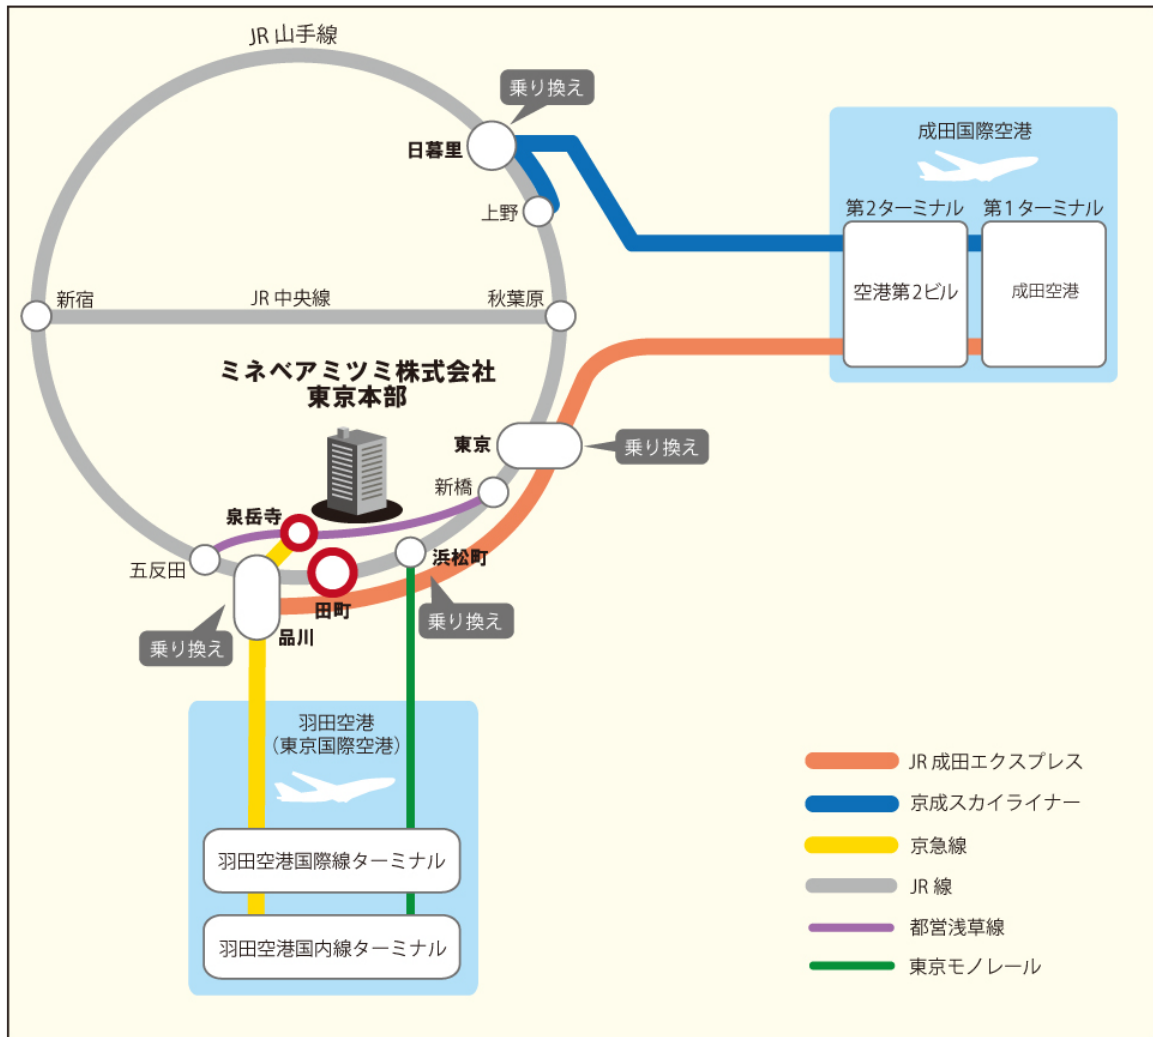 JR山手線
乗り換え
日暮里
上野
成田国際空港
第2ターミナル
第1ターミナル
空港第2ビル
成田空港
新宿
JR中央線
秋葉原
ミネベアミツミ株式会社
東京本部
東京
乗り換え
新橋
泉岳寺
五反田
浜松町
田町
乗り換え
品川
乗り換え
羽田空港
（東京国際空港）
羽田空港国際線ターミナル
羽田空港国内線ターミナル
JR成田エクスプレス
京成スカイライナー
京急線
JR線
都営浅草線
東京モノレール